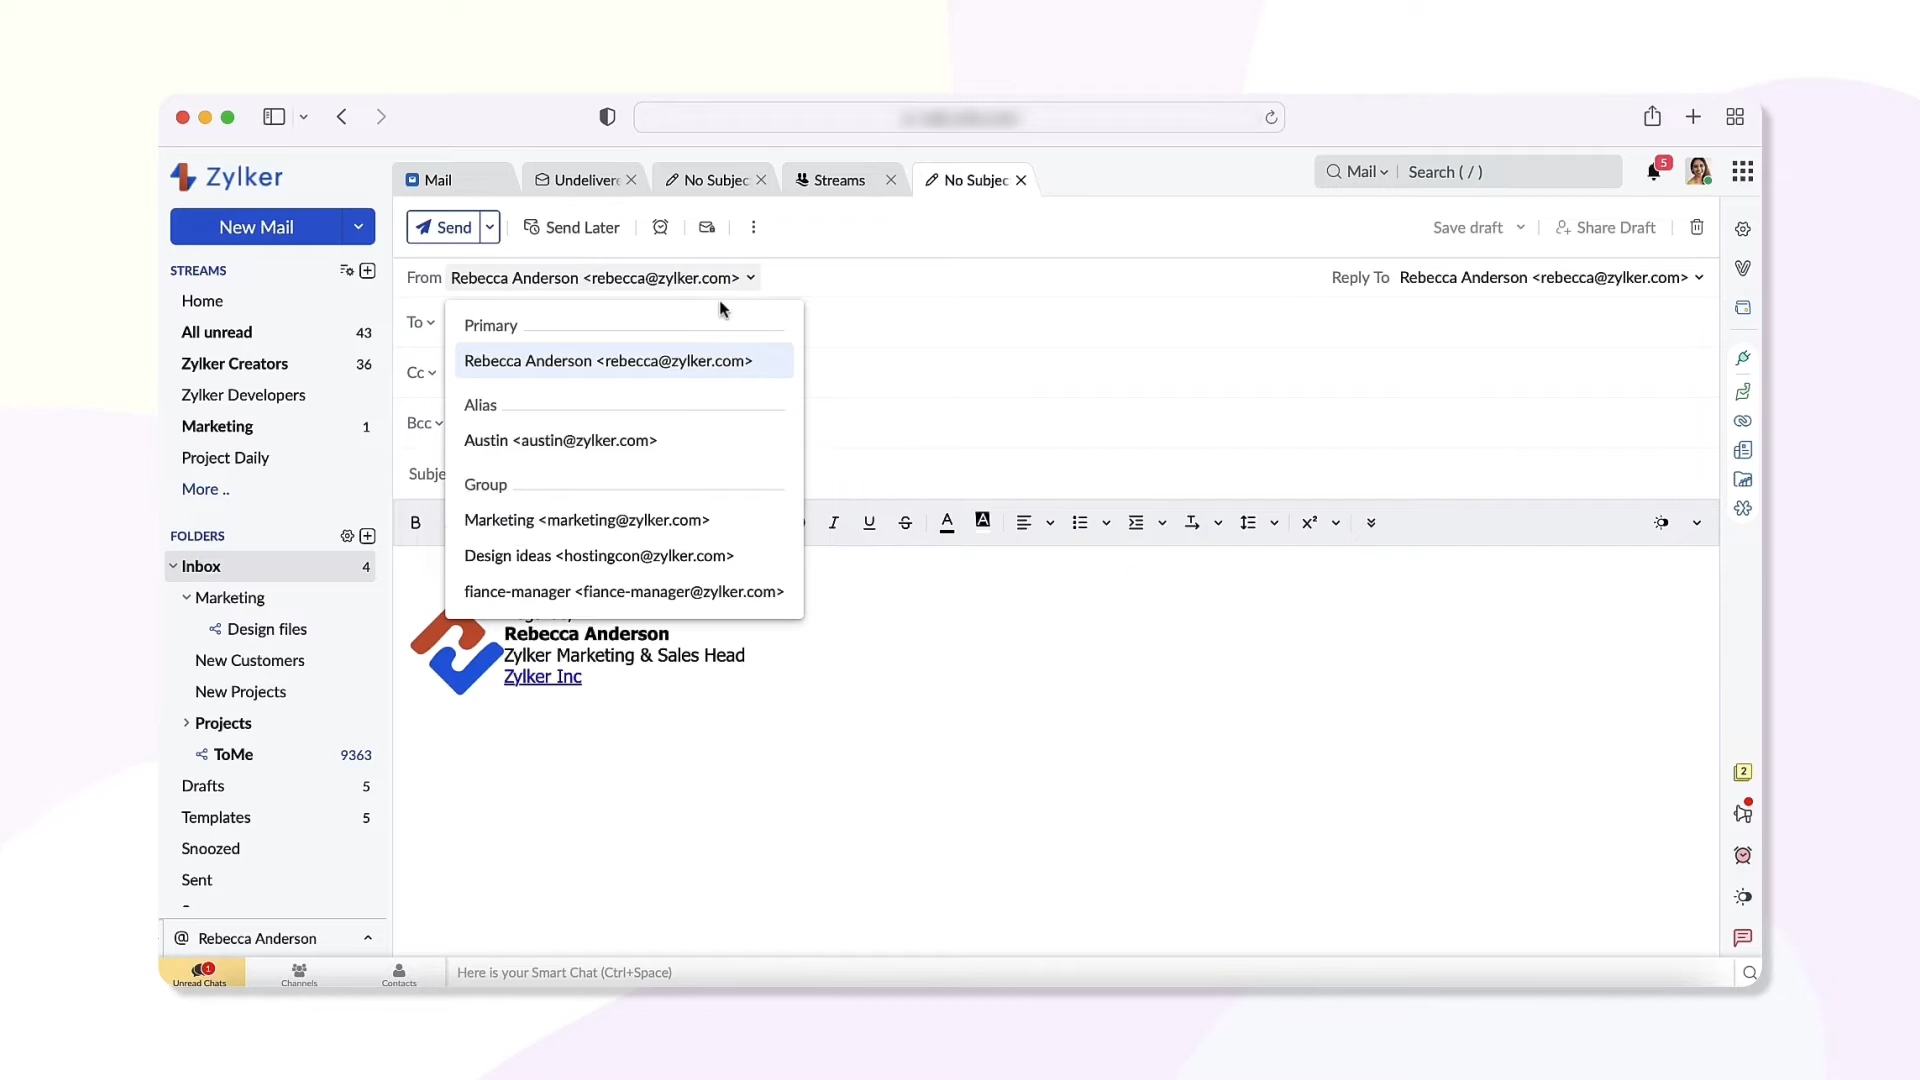 Zylker
Mail
Undelivere
No Subjec
Streams
No Subjec
Mail
Search ( / )
5
New Mail
Send
Send Later
Save draft
Share Draft
STREAMS
Home
All unread 43
Zylker Creators 36
Zylker Developers
Marketing 1
Project Daily
More ..
FOLDERS
Inbox 4
Marketing
Design files
New Customers
New Projects
Projects
ToMe 9363
Drafts 5
Templates 5
Snoozed
Sent
@ Rebecca Anderson
From Rebecca Anderson <rebecca@zylker.com>
Reply To Rebecca Anderson <rebecca@zylker.com>
To
Cc
Bcc
Subje
Primary
Rebecca Anderson <rebecca@zylker.com>
Alias
Austin <austin@zylker.com>
Group
Marketing <marketing@zylker.com>
Design ideas <hostingcon@zylker.com>
fiance-manager <fiance-manager@zylker.com>
B I U S A A x²
Rebecca Anderson
Zylker Marketing & Sales Head
Zylker Inc
2
1
Unread Chats
Channels
Contacts
Here is your Smart Chat (Ctrl+Space)